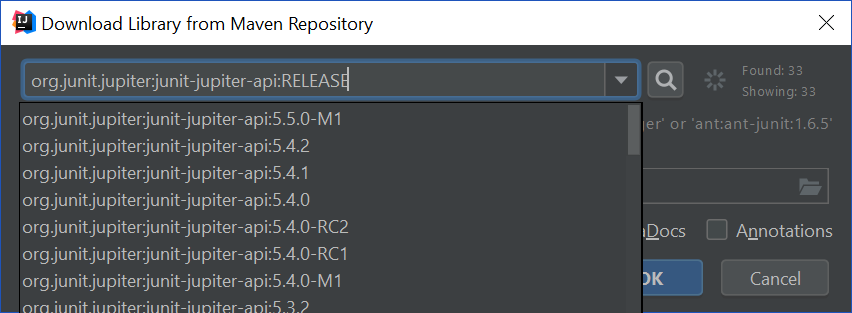 IJ
Download Library from Maven Repository
org.junit.jupiter:junit-jupiter-api:RELEASE
Found: 33
Showing: 33
org.junit.jupiter:junit-jupiter-api:5.5.0-M1
ger' or 'ant:ant-junit:1.6.5'
org.junit.jupiter:junit-jupiter-api:5.4.2
org.junit.jupiter:junit-jupiter-api:5.4.1
org.junit.jupiter:junit-jupiter-api:5.4.0
org.junit.jupiter:junit-jupiter-api:5.4.0-RC2
Docs
Annotations
org.junit.jupiter:junit-jupiter-api:5.4.0-RC1
org.junit.jupiter:junit-jupiter-api:5.4.0-M1
OK
Cancel
org.junit.jupiter:junit-jupiter-api:5.3.2